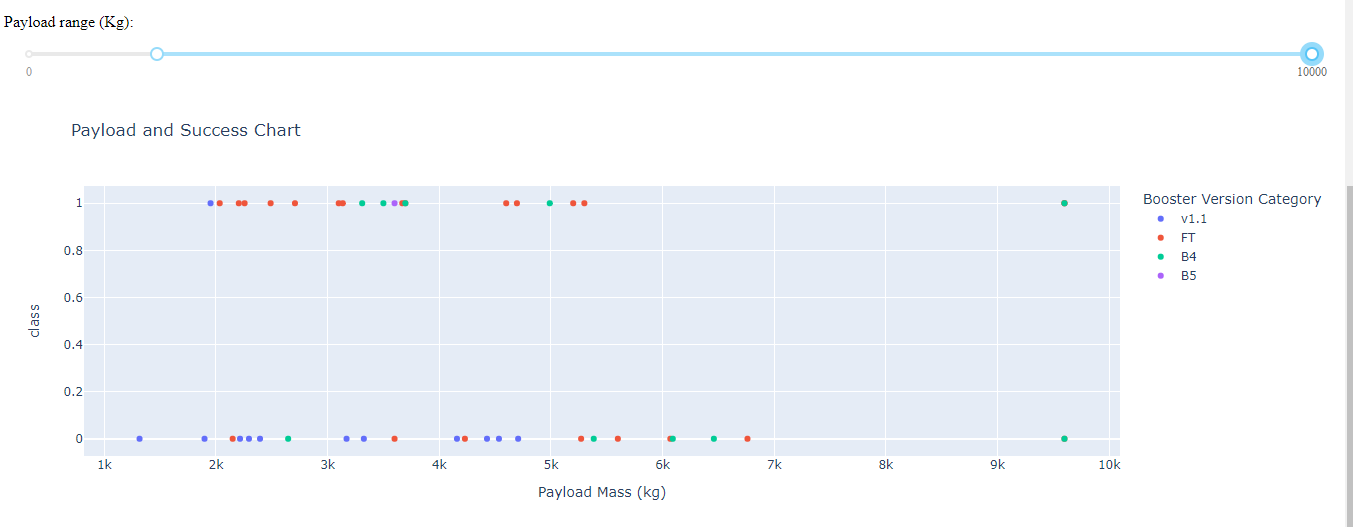 Payload range (Kg):
0
10000
Payload and Success Chart
Booster Version Category
v1.1
FT
B4
B5
1
0.8
0.6
0.4
0.2
0
class
1k 2k 3k 4k 5k 6k 7k 8k 9k 10k
Payload Mass (kg)